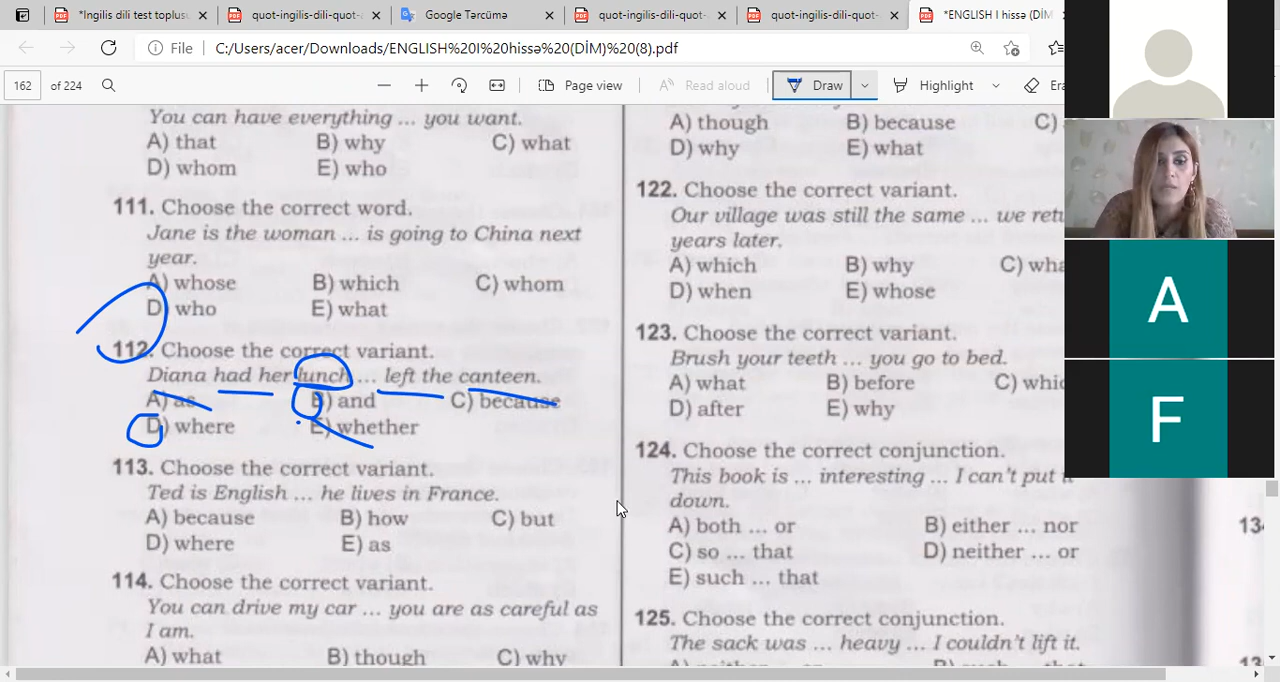 *Ingilis dili test toplusu
quot-ingilis-dili-quot-
Google Tərcümə
quot-ingilis-dili-quot-
quot-ingilis-dili-quot-
*ENGLISH I hissə (DİM)
File
C:/Users/acer/Downloads/ENGLISH%20I%20hissə%20(DİM)%20(8).pdf
162 of 224
Page view
Read aloud
Draw
Highlight
You can have everything ... you want.
A) that B) why C) what
D) whom E) who
111. Choose the correct word.
Jane is the woman ... is going to China next
year.
A) whose B) which C) whom
D) who E) what
112. Choose the correct variant.
Diana had her lunch ... left the canteen.
A) as B) and C) because
D) where E) whether
113. Choose the correct variant.
Ted is English ... he lives in France.
A) because B) how C) but
D) where E) as
114. Choose the correct variant.
You can drive my car ... you are as careful as
I am.
A) what B) though C) why
A) though B) because C)
D) why E) what
122. Choose the correct variant.
Our village was still the same ... we
years later.
A) which B) why C)
D) when E) whose
123. Choose the correct variant.
Brush your teeth ... you go to bed.
A) what B) before C)
D) after E) why
124. Choose the correct conjunction.
This book is ... interesting ... I can't put
down.
A) both ... or B) either ... nor
C) so ... that D) neither ... or
E) such ... that
125. Choose the correct conjunction.
The sack was ... heavy ... I couldn't lift it.
A
F